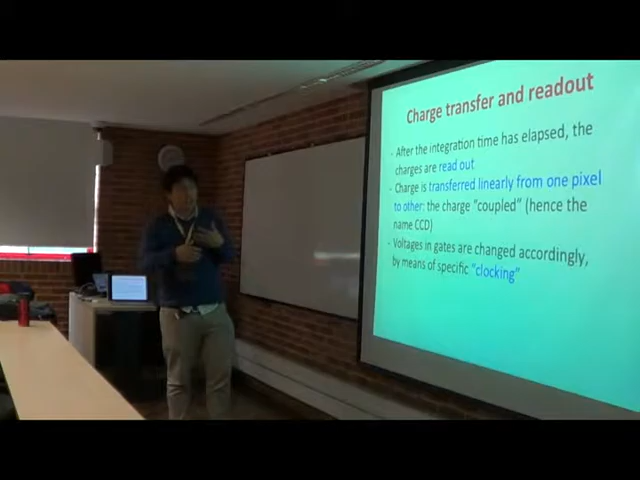 Charge transfer and readout
- After the integration time has elapsed, the
charges are read out
- Charge is transferred linearly from one pixel
to other: the charge "coupled" (hence the
name CCD)
- Voltages in gates are changed accordingly,
by means of specific "clocking"